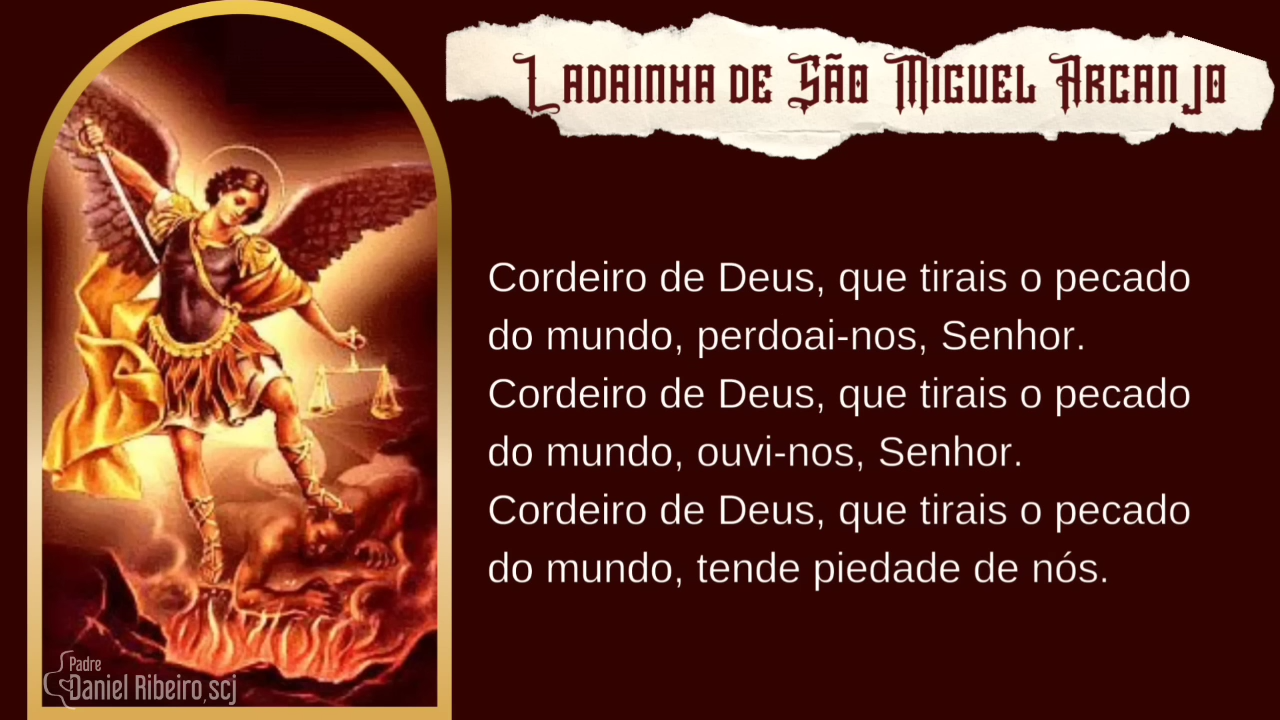 Ladainha de São Miguel Arcanjo
Cordeiro de Deus, que tirais o pecado
do mundo, perdoai-nos, Senhor.
Cordeiro de Deus, que tirais o pecado
do mundo, ouvi-nos, Senhor.
Cordeiro de Deus, que tirais o pecado
do mundo, tende piedade de nós.
Padre
Daniel Ribeiro, scj